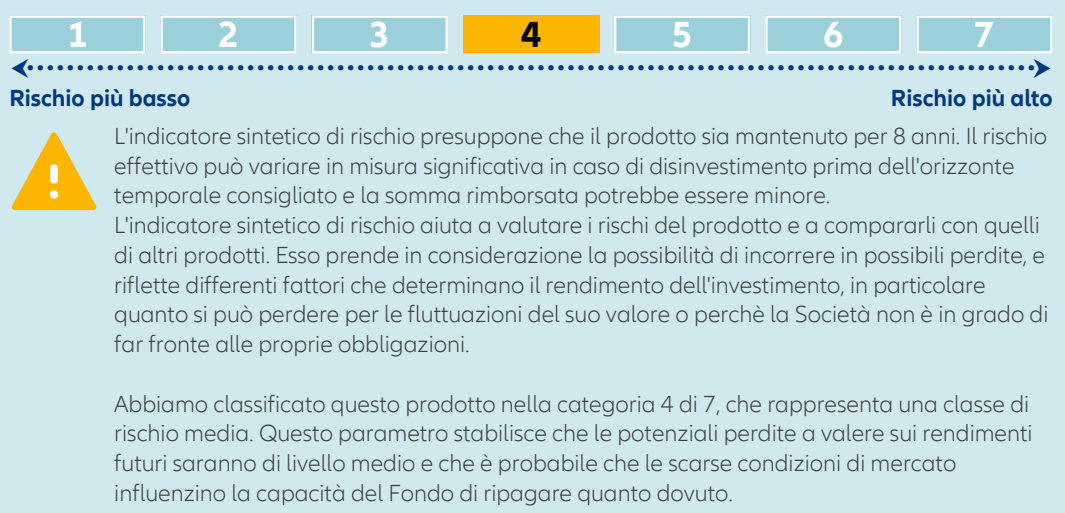 1 2 3 4 5 6 7
Rischio più basso Rischio più alto
L'indicatore sintetico di rischio presuppone che il prodotto sia mantenuto per 8 anni. Il rischio
effettivo può variare in misura significativa in caso di disinvestimento prima dell'orizzonte
temporale consigliato e la somma rimborsata potrebbe essere minore.
L'indicatore sintetico di rischio aiuta a valutare i rischi del prodotto e a compararli con quelli
di altri prodotti. Esso prende in considerazione la possibilità di incorrere in possibili perdite, e
riflette differenti fattori che determinano il rendimento dell'investimento, in particolare
quanto si può perdere per le fluttuazioni del suo valore o perchè la Società non è in grado di
far fronte alle proprie obbligazioni.
Abbiamo classificato questo prodotto nella categoria 4 di 7, che rappresenta una classe di
rischio media. Questo parametro stabilisce che le potenziali perdite a valere sui rendimenti
futuri saranno di livello medio e che è probabile che le scarse condizioni di mercato
influenzino la capacità del Fondo di ripagare quanto dovuto.